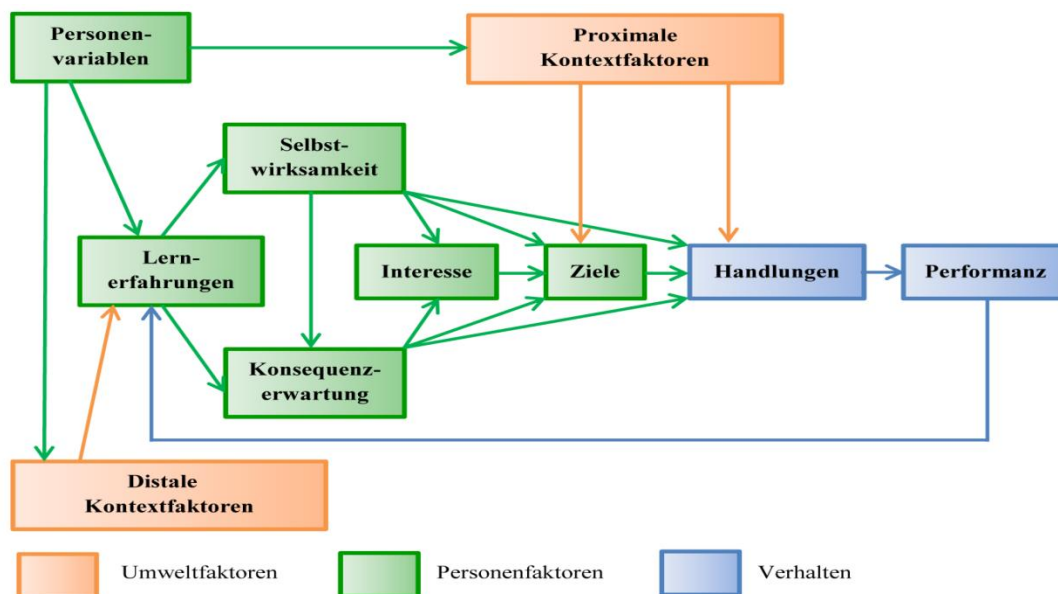 Personen-
variablen
Proximale
Kontextfaktoren
Selbst-
wirksamkeit
Lern-
erfahrungen
Interesse
Ziele
Handlungen
Performanz
Konsequenz-
erwartung
Distale
Kontextfaktoren
Umweltfaktoren
Personenfaktoren
Verhalten